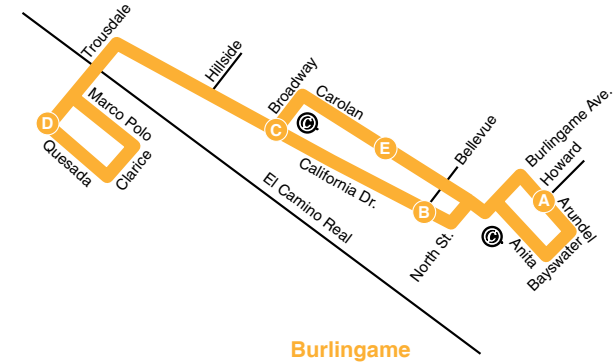 Trousdale
Hillside
Broadway
Carolan
Marco Polo
D
Quesada
Clarice
C
C
E
Bellevue
California Dr.
El Camino Real
B
North St.
C
Burlingame Ave.
Howard
A
Arundel
Anita
Bayswater
Burlingame